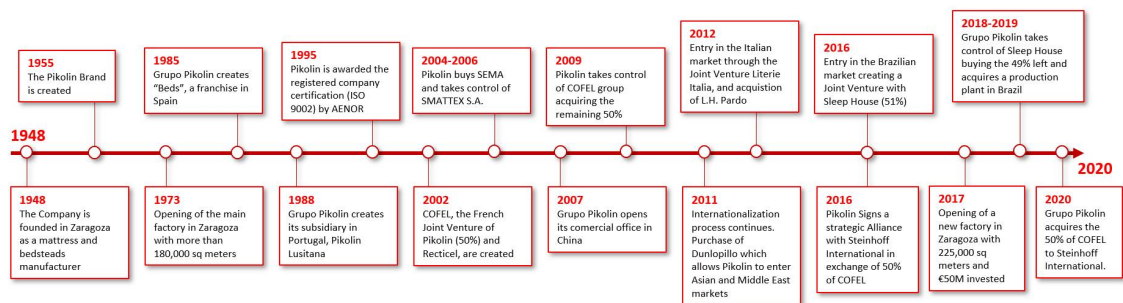 1955
The Pikolin Brand
is created
1985
Grupo Pikolin creates
"Beds", a franchise in
Spain
1995
Pikolin is awarded the
registered company
certification (ISO
9002) by AENOR
2004-2006
Pikolin buys SEMA
and takes control of
SMATTEX S.A.
2009
Pikolin takes control
of COFEL group
acquiring the
remaining 50%
2012
Entry in the Italian
market through the
Joint Venture Literie
Italia, and acquistion
of L.H. Pardo
2016
Entry in the Brazilian
market creating a
Joint Venture with
Sleep House (51%)
2018-2019
Grupo Pikolin takes
control of Sleep House
buying the 49% left and
acquires a production
plant in Brazil
1948
2020
1948
The Company is
founded in Zaragoza
as a mattress and
bedsteads
manufacturer
1973
Opening of the main
factory in Zaragoza
with more than
180,000 sq meters
1988
Grupo Pikolin creates
its subsidiary in
Portugal, Pikolin
Lusitana
2002
COFEL, the French
Joint Venture of
Pikolin (50%) and
Recticel, are created
2007
Grupo Pikolin opens
its comercial office in
China
2011
Internationalization
process continues.
Purchase of
Dunlopillo which
allows Pikolin to enter
Asian and Middle East
markets
2016
Pikolin Signs a
strategic Alliance
with Steinhoff
International in
exchange of 50%
of COFEL
2017
Opening of a
new factory in
Zaragoza with
225,000 sq
meters and
€50M invested
2020
Grupo Pikolin
acquires the
50% of COFEL
to Steinhoff
International.